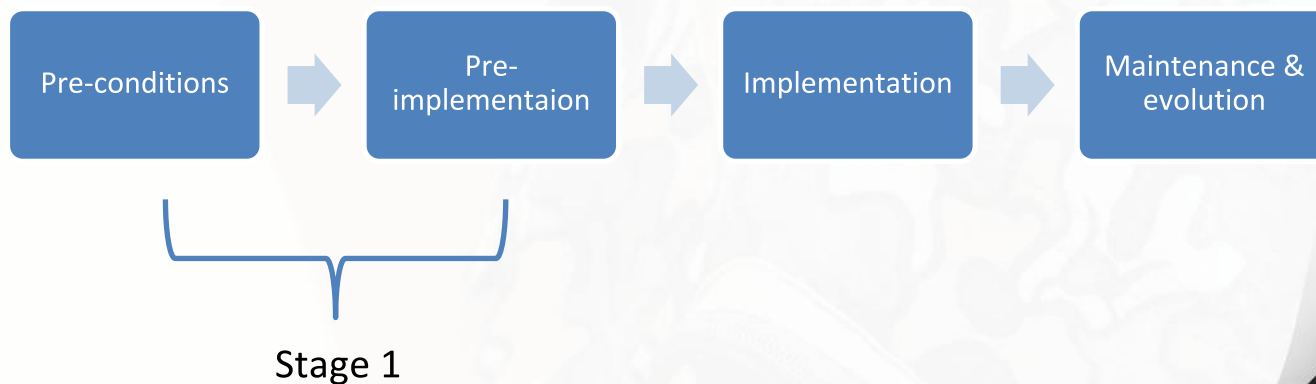 Pre-conditions
Pre-
implementaion
Implementation
Maintenance &
evolution
Stage 1